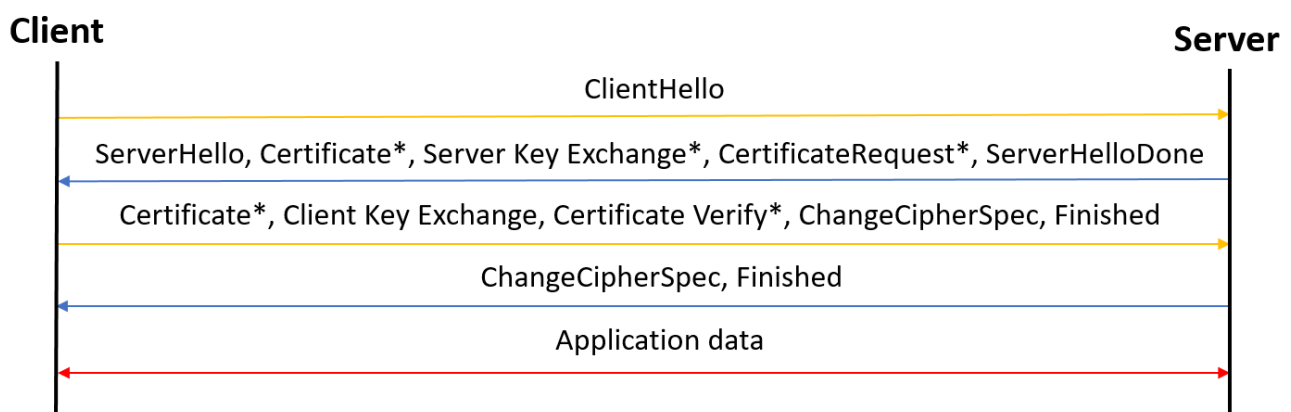 Client
Server
ClientHello
ServerHello, Certificate*, Server Key Exchange*, CertificateRequest*, ServerHelloDone
Certificate*, Client Key Exchange, Certificate Verify*, ChangeCipherSpec, Finished
ChangeCipherSpec, Finished
Application data